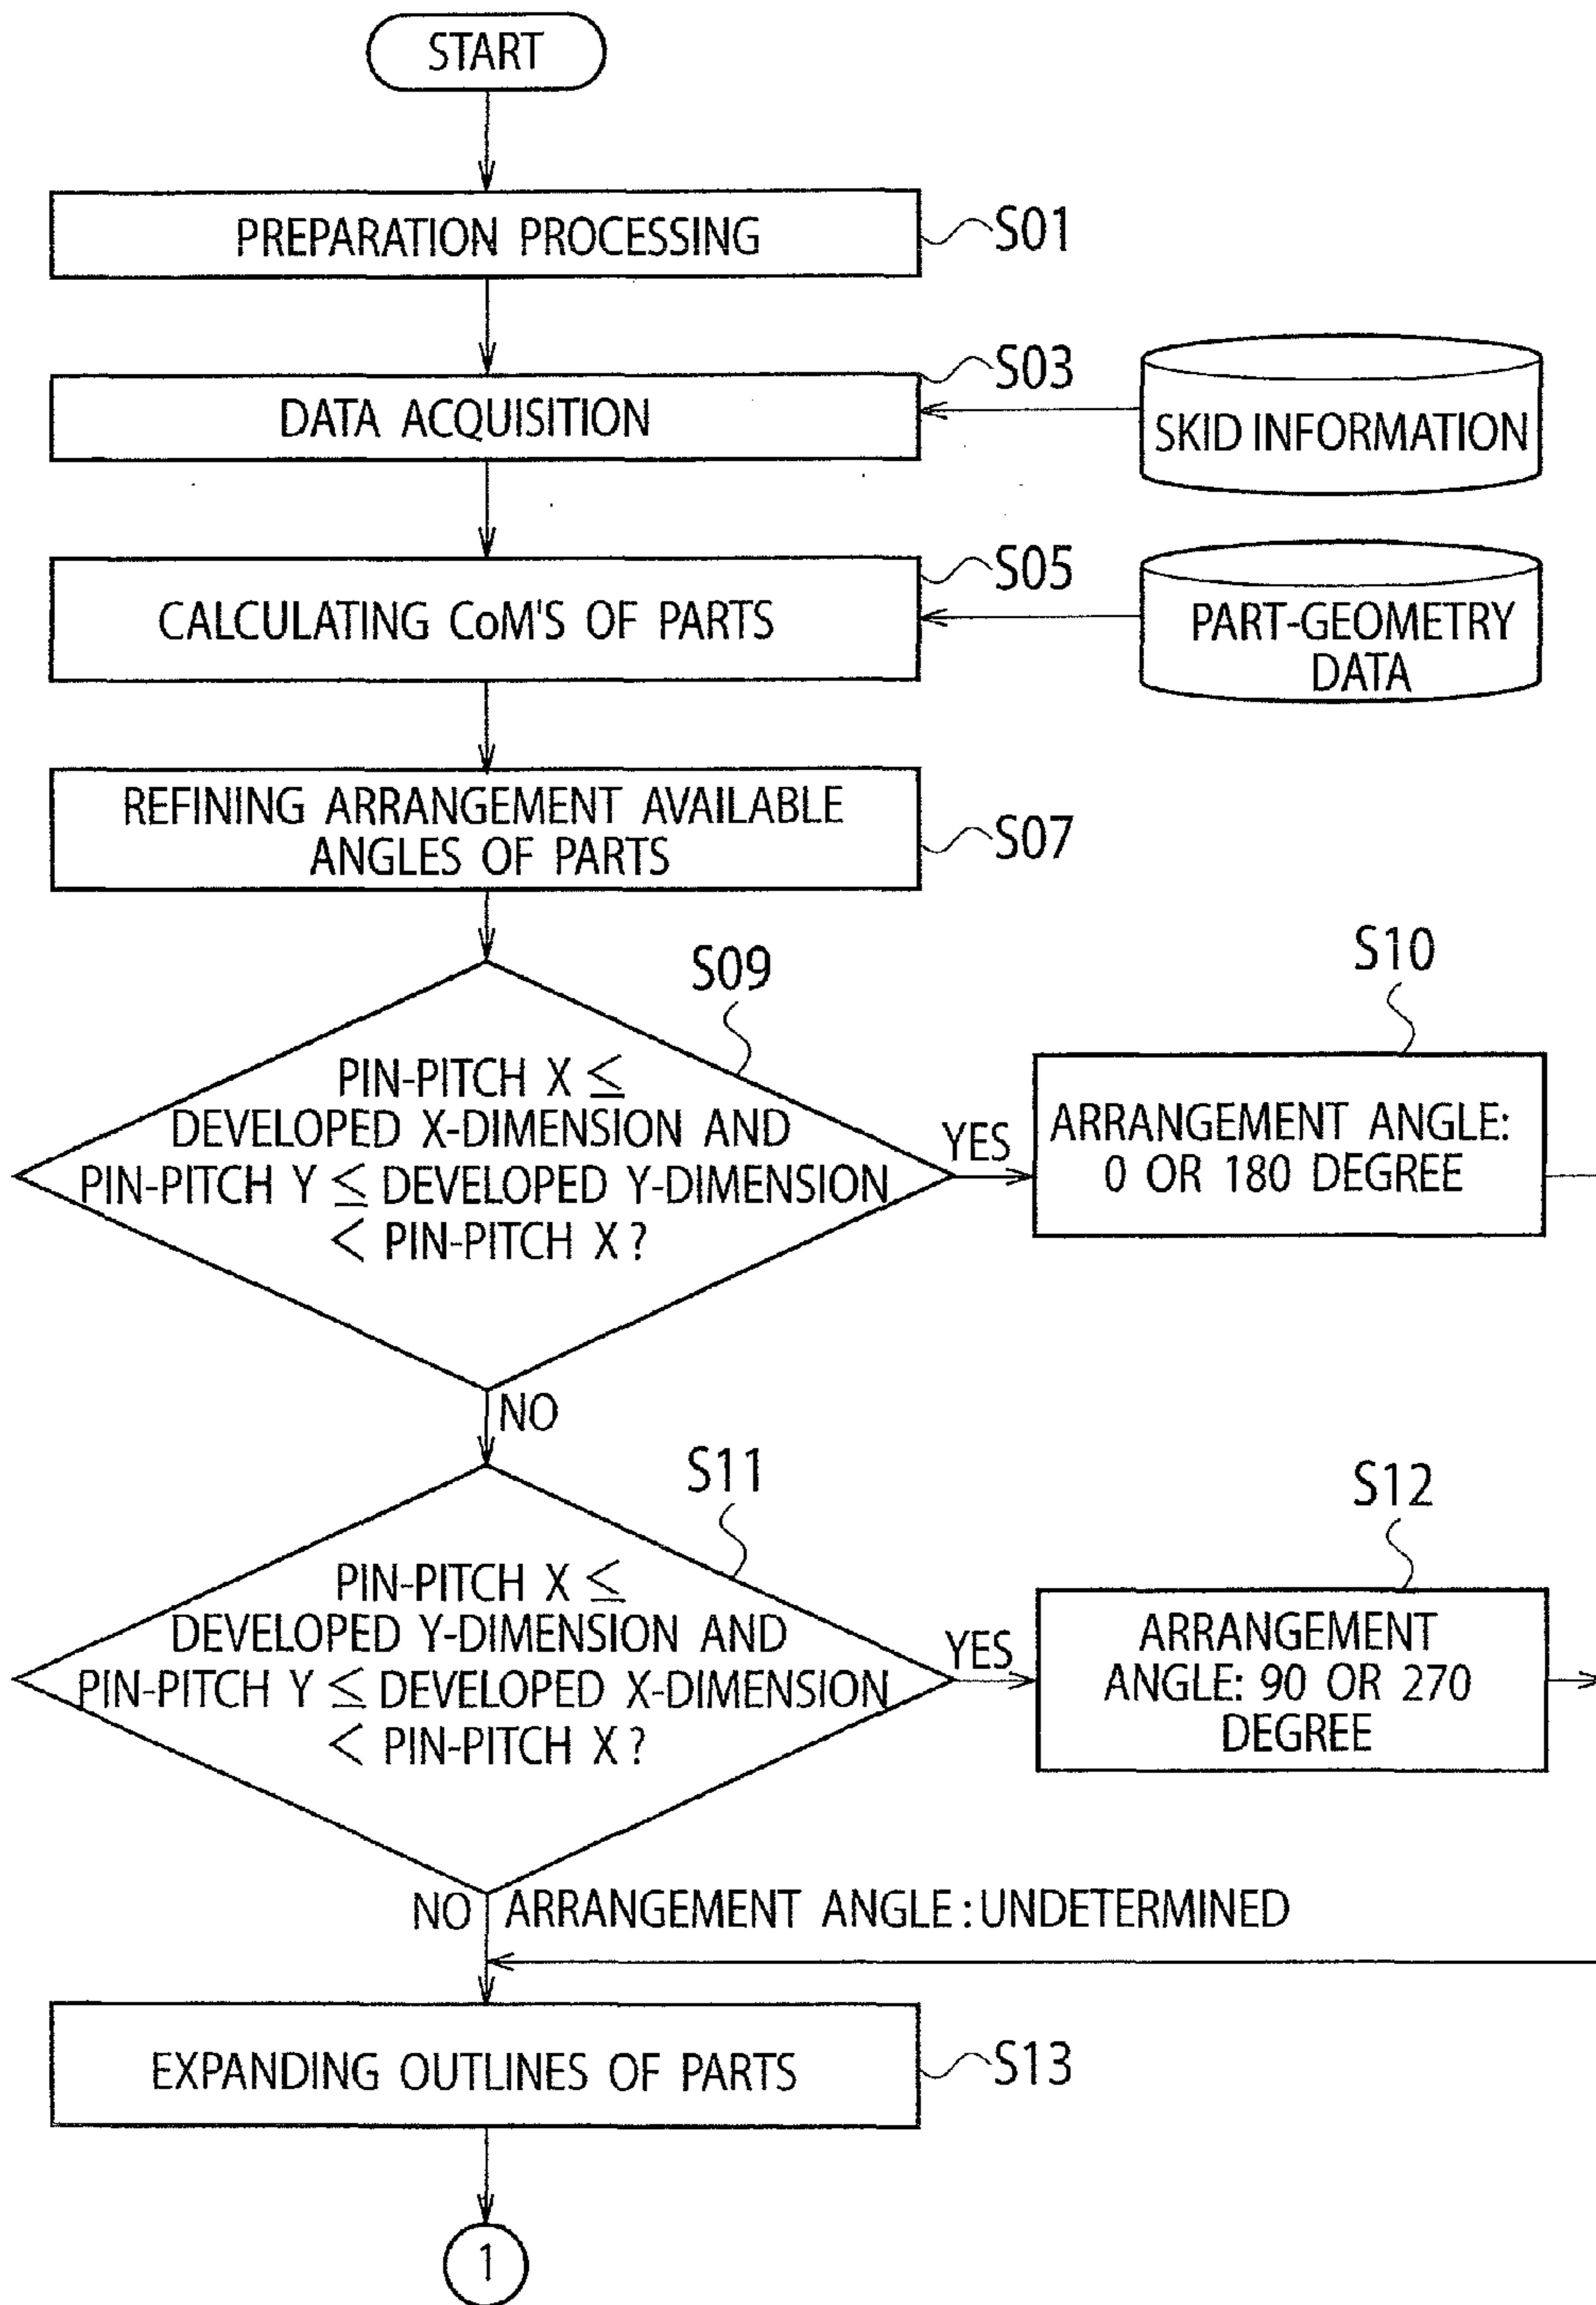 START
PREPARATION PROCESSING
S01
DATA ACQUISITION
S03
SKID INFORMATION
CALCULATING CoM'S OF PARTS
S05
PART-GEOMETRY
DATA
REFINING ARRANGEMENT AVAILABLE
ANGLES OF PARTS
S07
S09
PIN-PITCH X ≦
DEVELOPED X-DIMENSION AND
PIN-PITCH Y ≦ DEVELOPED Y-DIMENSION
< PIN-PITCH X ?
YES
S10
ARRANGEMENT ANGLE:
0 OR 180 DEGREE
NO
S11
PIN-PITCH X ≦
DEVELOPED Y-DIMENSION AND
PIN-PITCH Y ≦ DEVELOPED X-DIMENSION
< PIN-PITCH X ?
YES
S12
ARRANGEMENT
ANGLE: 90 OR 270
DEGREE
NO ARRANGEMENT ANGLE : UNDETERMINED
EXPANDING OUTLINES OF PARTS
S13
1